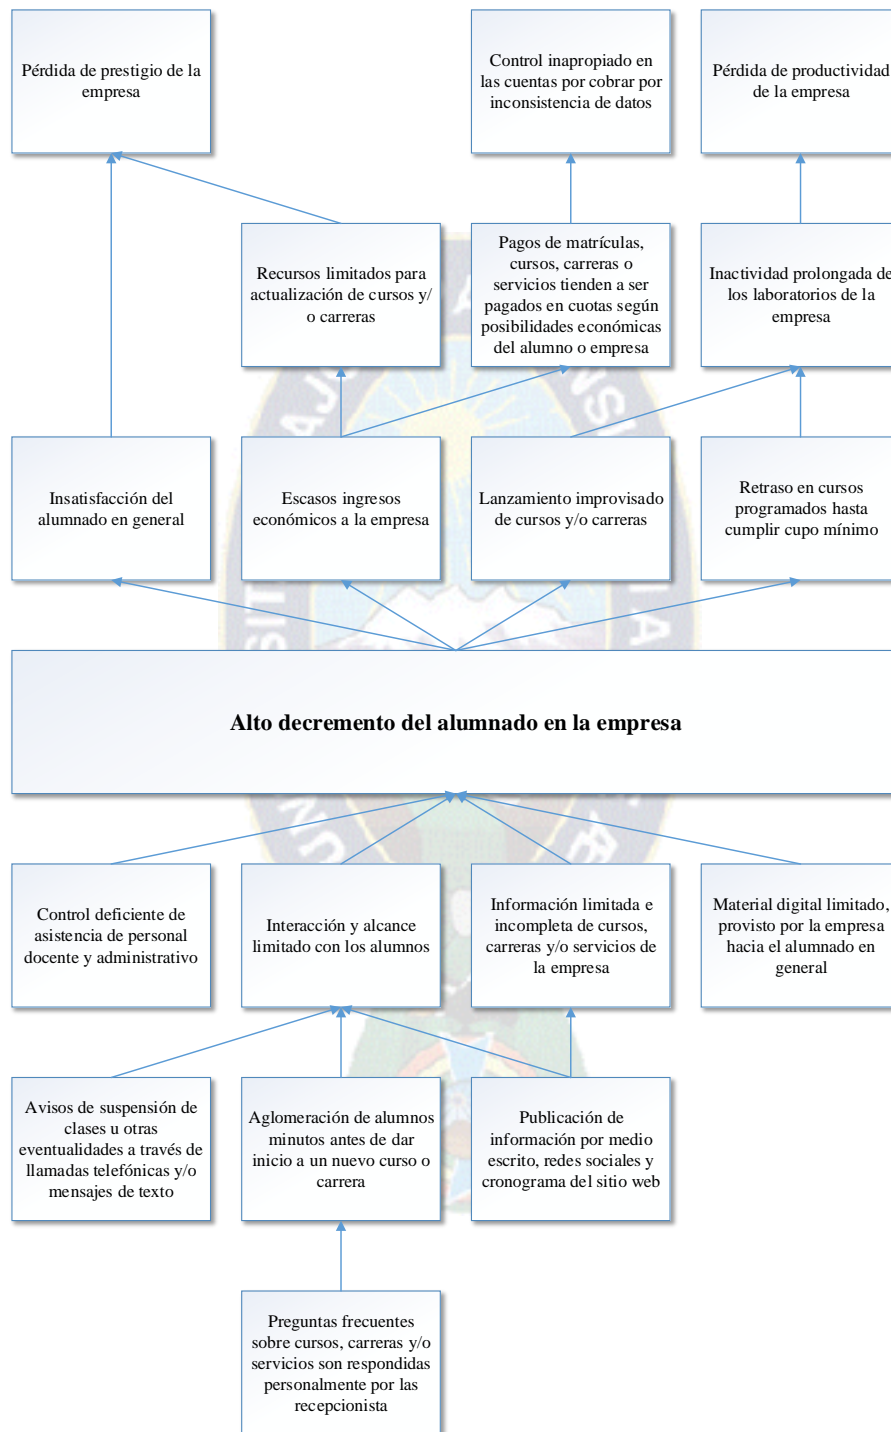 Pérdida de prestigio de la
empresa
Control inapropiado en
las cuentas por cobrar por
inconsistencia de datos
Pérdida de productividad
de la empresa
Recursos limitados para
actualización de cursos y/
o carreras
Pagos de matrículas,
cursos, carreras o
servicios tienden a ser
pagados en cuotas según
posibilidades económicas
del alumno o empresa
Inactividad prolongada de
los laboratorios de la
empresa
Insatisfacción del
alumnado en general
Escasos ingresos
económicos a la empresa
Lanzamiento improvisado
de cursos y/o carreras
Retraso en cursos
programados hasta
cumplir cupo mínimo
Alto decremento del alumnado en la empresa
Control deficiente de
asistencia de personal
docente y administrativo
Interacción y alcance
limitado con los alumnos
Información limitada e
incompleta de cursos,
carreras y/o servicios de
la empresa
Material digital limitado,
provisto por la empresa
hacia el alumnado en
general
Avisos de suspensión de
clases u otras
eventualidades a través de
llamadas telefónicas y/o
mensajes de texto
Aglomeración de alumnos
minutos antes de dar
inicio a un nuevo curso o
carrera
Publicación de
información por medio
escrito, redes sociales y
cronograma del sitio web
Preguntas frecuentes
sobre cursos, carreras y/o
servicios son respondidas
personalmente por las
recepcionista